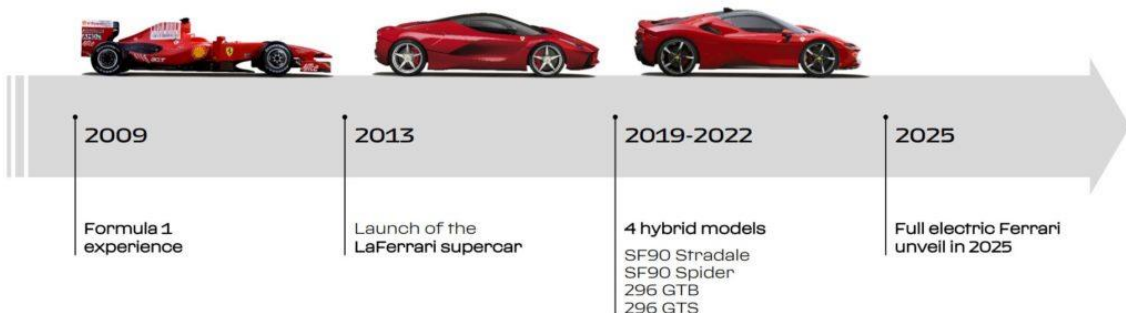 2009
Formula 1
experience
2013
Launch of the
LaFerrari supercar
2019-2022
4 hybrid models
SF90 Stradale
SF90 Spider
296 GTB
296 GTS
2025
Full electric Ferrari
unveil in 2025